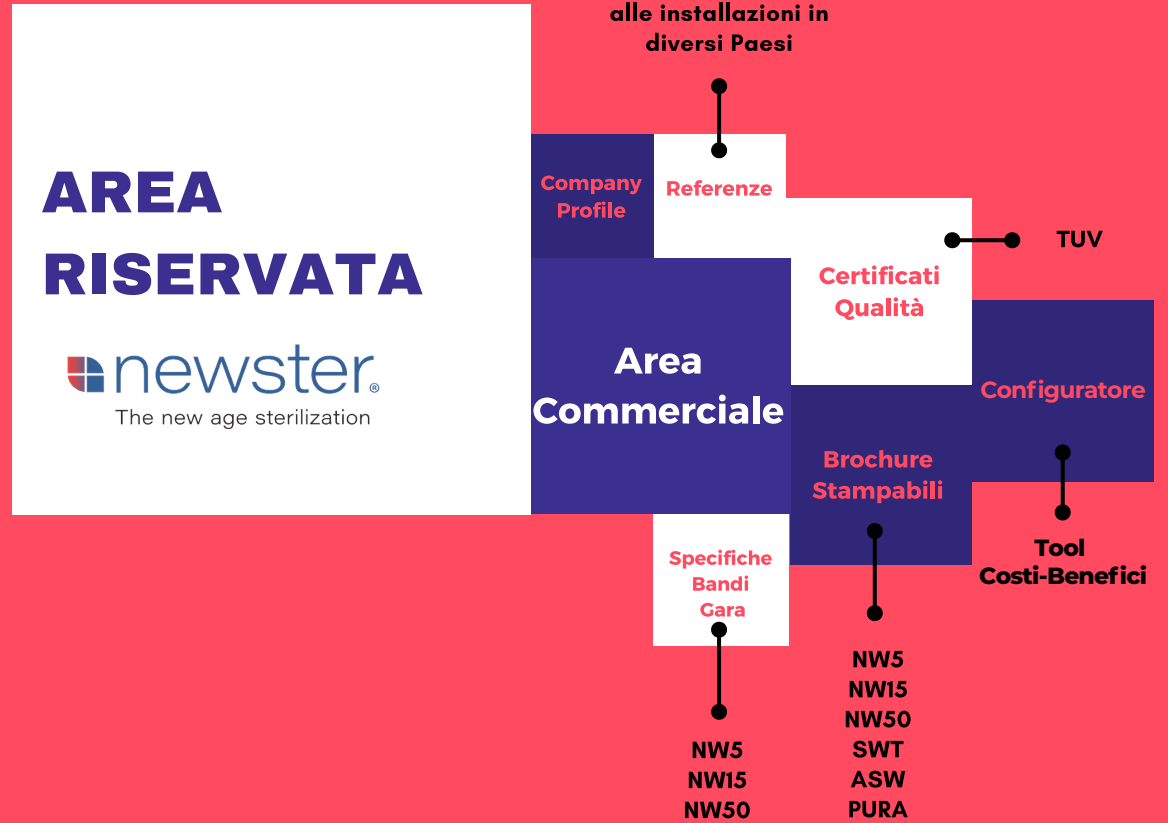 AREA
RISERVATA
newster®
The new age sterilization
alle installazioni in
diversi Paesi
Company
Profile
Referenze
Certificati
Qualità
TUV
Area
Commerciale
Configuratore
Brochure
Stampabili
Tool
Costi-Benefici
Specifiche
Bandi
Gara
NW5
NW15
NW50
NW5
NW15
NW50
SWT
ASW
PURA